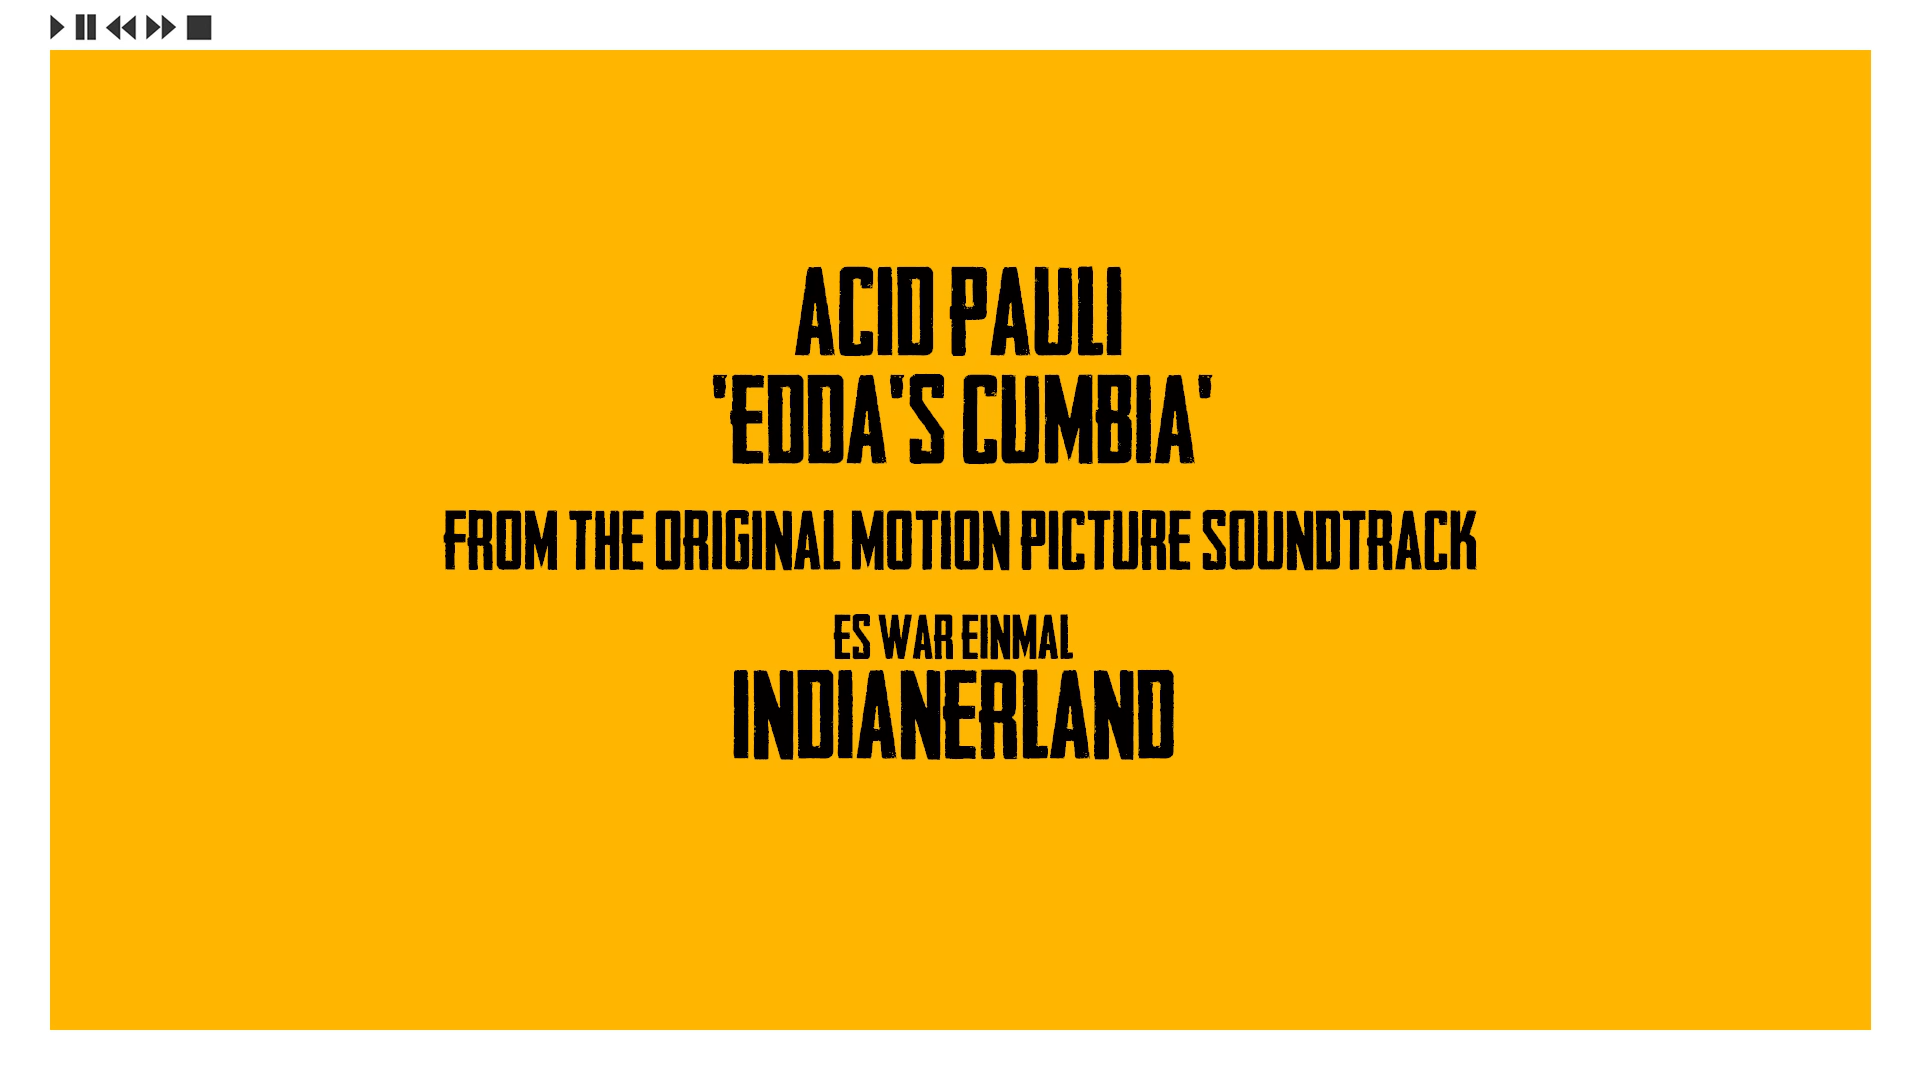 ACID PAULI
'EDDA'S CUMBIA'
FROM THE ORIGINAL MOTION PICTURE SOUNDTRACK
ES WAR EINMAL
INDIANERLAND